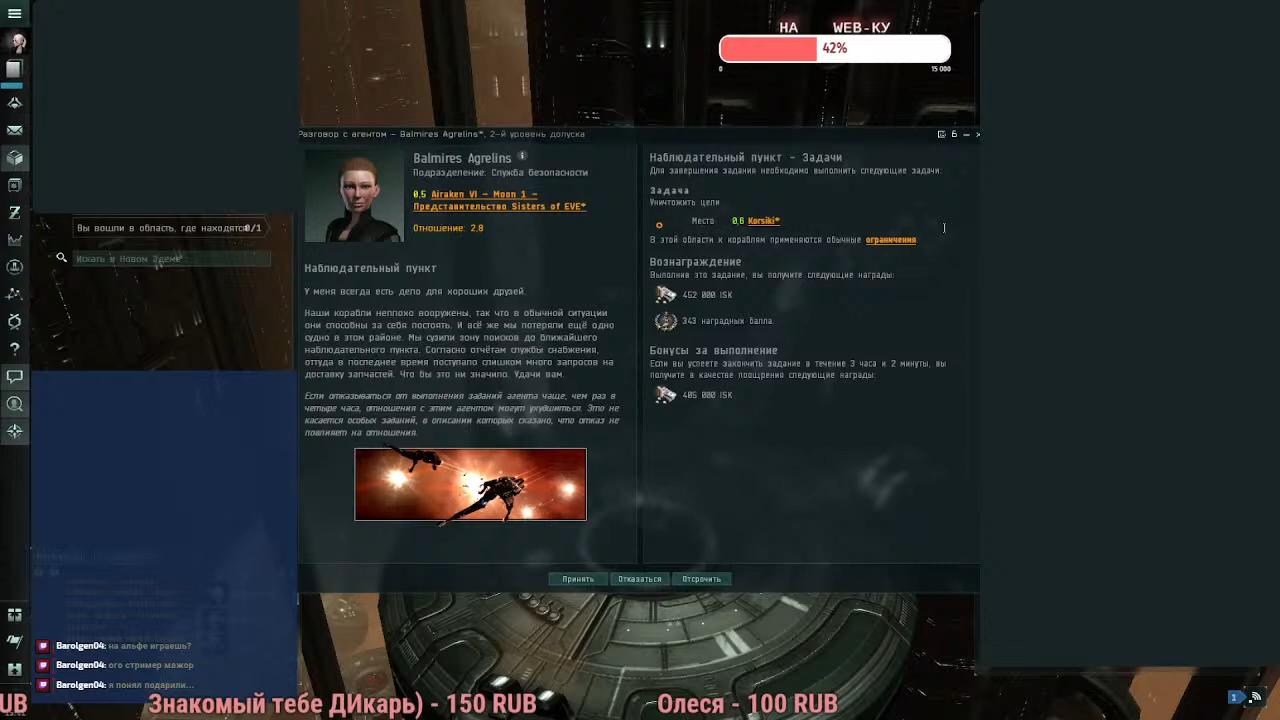 НА WEB-КУ
42%
0 15 000
Разговор с агентом – Balmires Agrelins*, 2-й уровень допуска
Balmires Agrelins
Подразделение: Служба безопасности
0,5 Airaken VI – Moon 1 –
Представительство Sisters of EVE*
Отношение: 2,8
Наблюдательный пункт
У меня всегда есть дело для хороших друзей.
Наши корабли неплохо вооружены, так что в обычной ситуации
они способны за себя постоять. И всё же мы потеряли ещё одно
судно в этом районе. Мы сузили зону поисков до ближайшего
наблюдательного пункта. Согласно отчётам службы снабжения,
оттуда в последнее время поступало слишком много запросов на
доставку запчастей. Что бы это ни значило. Удачи вам.
Если отказываться от выполнения заданий агента чаще, чем раз в
четыре часа, отношения с этим агентом могут ухудшиться. Это не
касается особых заданий, в описании которых сказано, что отказ не
повлияет на отношения.
Наблюдательный пункт – Задачи
Для завершения задания необходимо выполнить следующие задачи:
Задача
Уничтожить цели
Место 0,6 Korsiki*
В этой области к кораблям применяются обычные ограничения.
Вознаграждение
Выполнив это задание, вы получите следующие награды:
452 000 ISK
343 наградных балла.
Бонусы за выполнение
Если вы успеете закончить задание в течение 3 часа и 2 минуты, вы
получите в качестве поощрения следующие награды:
405 000 ISK
Принять Отказаться Отсрочить
Вы вошли в область, где находятся 0/1
Искать в Новом Эдеме
Barolgen04: на альфе играешь?
Barolgen04: ого стример мажор
Barolgen04: я понял подарили...
UB Знакомый тебе ДИкарь) - 150 RUB Олеся - 100 RUB
1